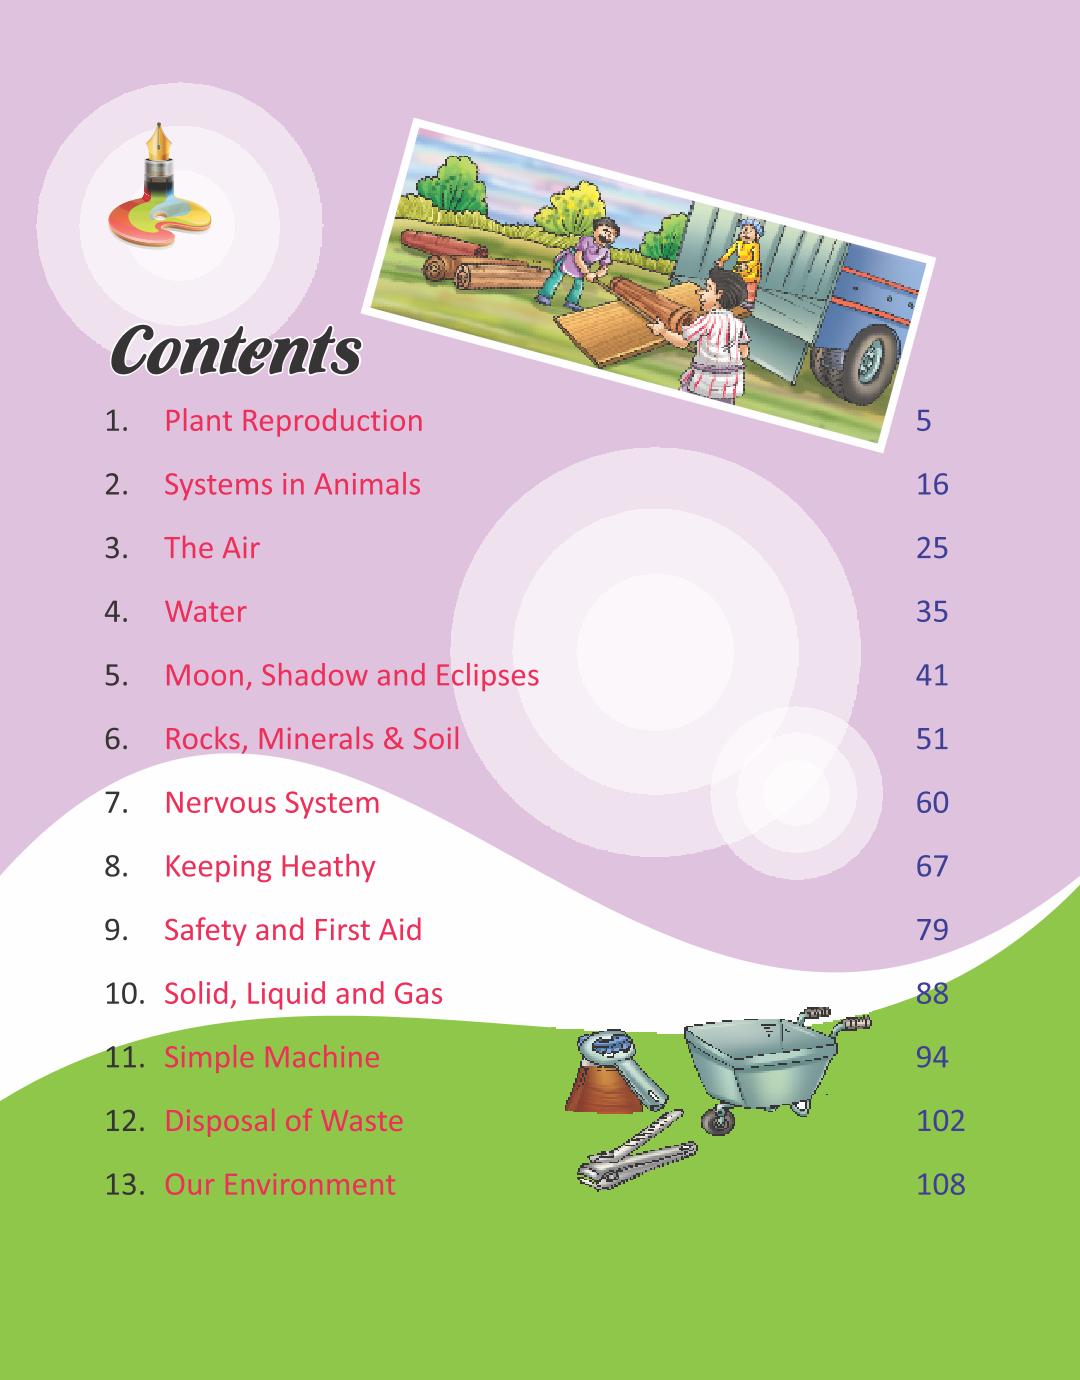 Contents
1. Plant Reproduction 5
2. Systems in Animals 16
3. The Air 25
4. Water 35
5. Moon, Shadow and Eclipses 41
6. Rocks, Minerals & Soil 51
7. Nervous System 60
8. Keeping Heathy 67
9. Safety and First Aid 79
10. Solid, Liquid and Gas 88
11. Simple Machine 94
12. Disposal of Waste 102
13. Our Environment 108